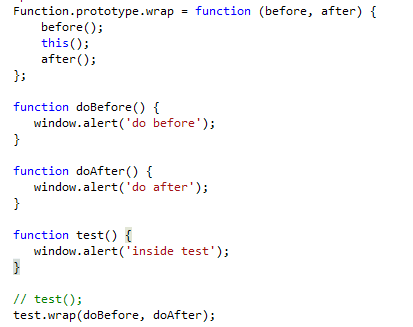 Function.prototype.wrap = function (before, after) {
    before();
    this();
    after();
};

function doBefore() {
   window.alert('do before');
}

function doAfter() {
   window.alert('do after');
}

function test() {
   window.alert('inside test');
}

// test();
test.wrap(doBefore, doAfter);